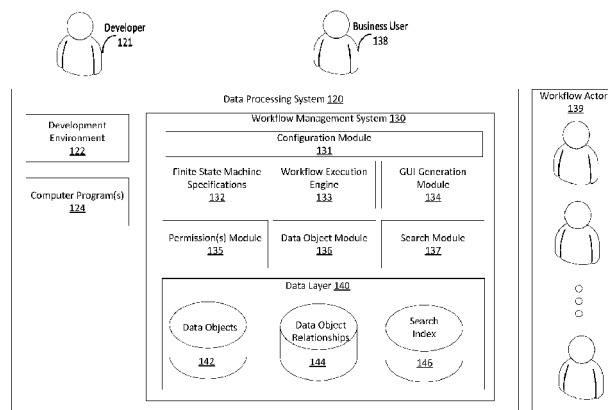 Developer
121
Business User
138
Data Processing System 120
Workflow Actor
139
Development
Environment
122
Computer Program(s)
124
Workflow Management System 130
Configuration Module
131
Finite State Machine
Specifications
132
Workflow Execution
Engine
133
GUI Generation
Module
134
Permission(s) Module
135
Data Object Module
136
Search Module
137
Data Layer 140
Data Objects
142
Data Object
Relationships
144
Search
Index
146